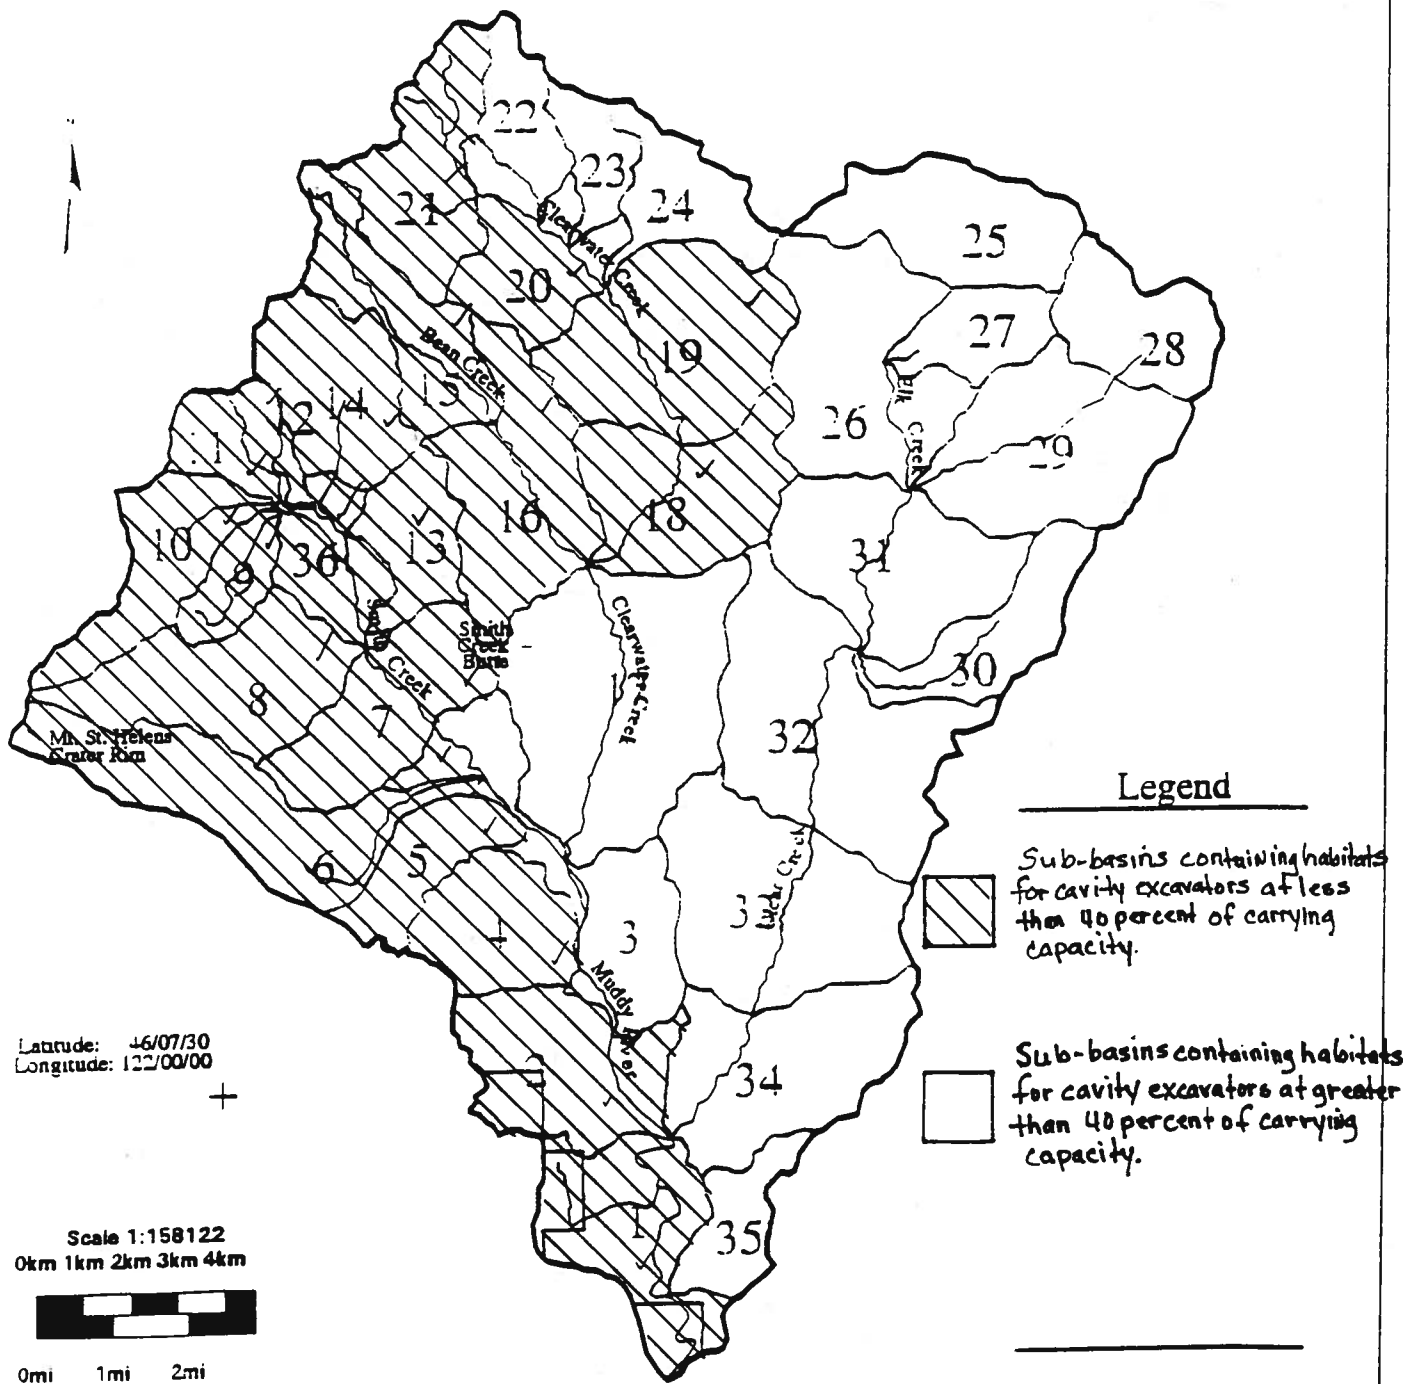 22
23
24
21
25
Clearwater Creek
20
27
28
Bean Creek
19
15
14
12
Elk
Creek
26
11
29
16
18
10
13
36
31
9
Smith
Creek
Butte
Clearwater Creek
30
Creek
8
7
32
Mt. St. Helens
Crater Rim
Legend
Sub-basins containing habitats
for cavity excavators at less
than 40 percent of carrying
capacity.
6
5
33
Creek
4
3
Muddy River
Latitude: 46/07/30
Longitude: 122/00/00
2
34
Sub-basins containing habitats
for cavity excavators at greater
than 40 percent of carrying
capacity.
1
35
Scale 1:158122
0km 1km 2km 3km 4km
0mi 1mi 2mi